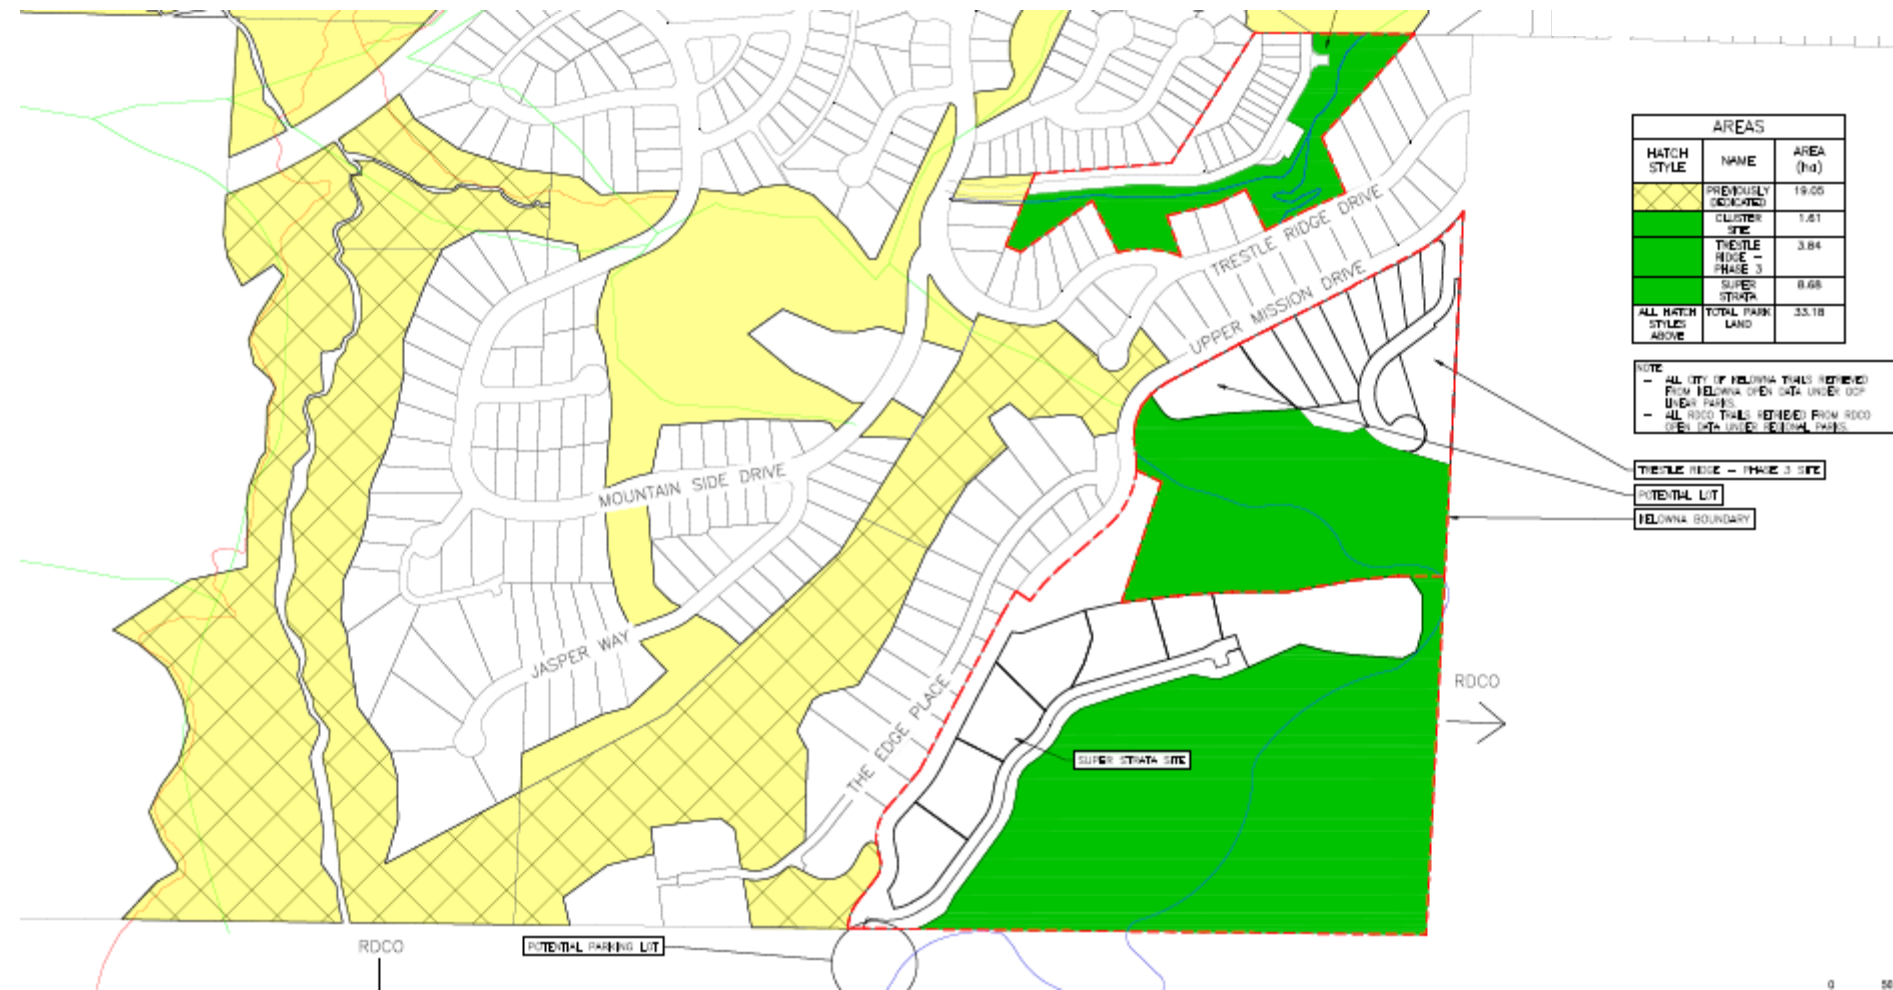 AREAS
HATCH STYLE
NAME
AREA (ha)
PREVIOUSLY DEDICATED
19.05
CLUSTER SITE
1.61
TRESTLE RIDGE - PHASE 3
3.84
SUPER STRATA
8.68
ALL HATCH STYLES ABOVE
TOTAL PARK LAND
33.18
NOTE
- ALL CITY OF KELOWNA TRAILS RETRIEVED
FROM KELOWNA OPEN DATA UNDER OCP
LINEAR PARKS.
- ALL RDCO TRAILS RETRIEVED FROM RDCO
OPEN DATA UNDER REGIONAL PARKS.
TRESTLE RIDGE DRIVE
UPPER MISSION DRIVE
MOUNTAIN SIDE DRIVE
TRESTLE RIDGE - PHASE 3 SITE
POTENTIAL LOT
KELOWNA BOUNDARY
JASPER WAY
THE EDGE PLACE
RDCO
SUPER STRATA SITE
RDCO
POTENTIAL PARKING LOT
0